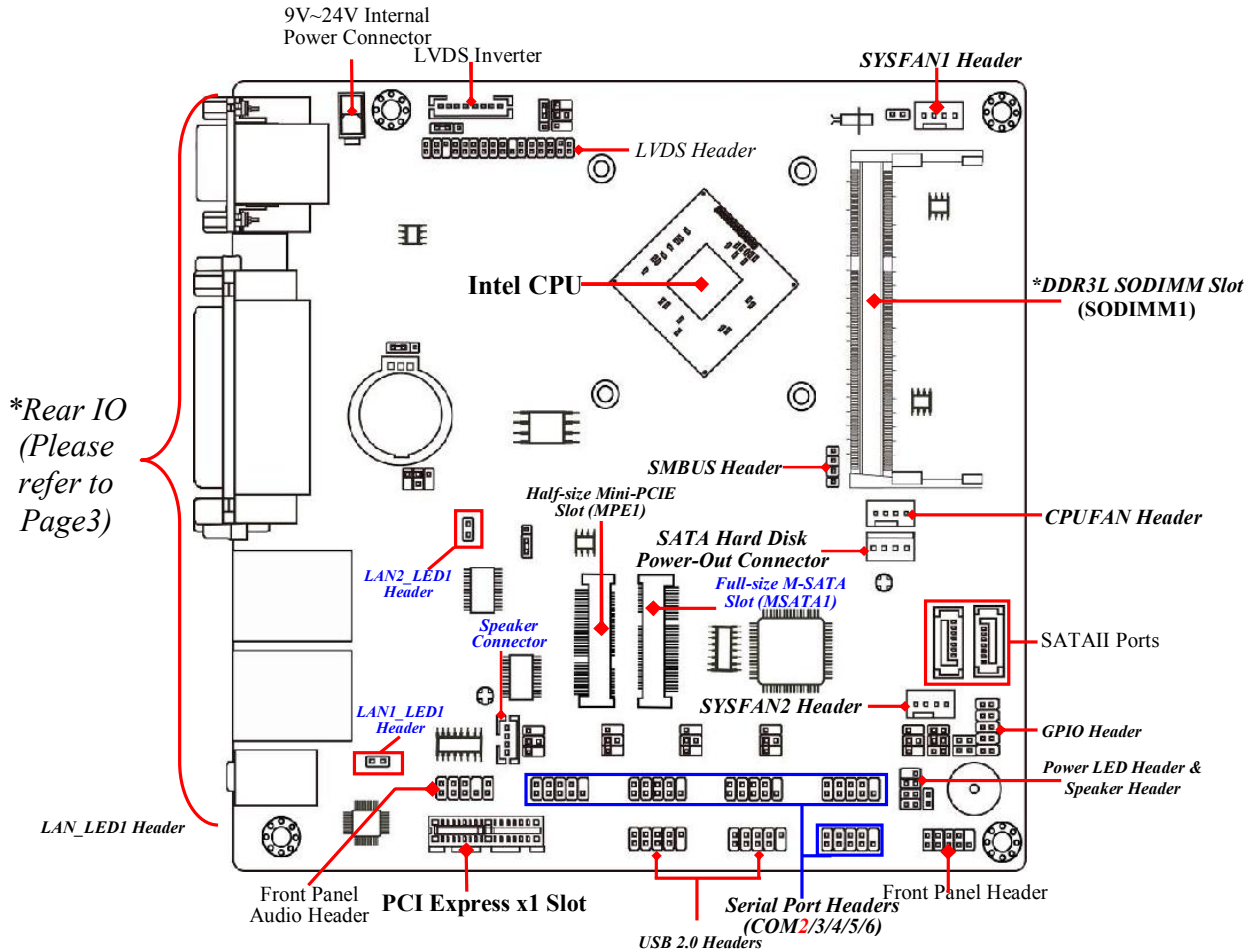 9V~24V Internal
Power Connector
LVDS Inverter
SYSFAN1 Header
LVDS Header
Intel CPU
*DDR3L SODIMM Slot
(SODIMM1)
*Rear IO
(Please
refer to
Page3)
SMBUS Header
Half-size Mini-PCIE
Slot (MPE1)
CPUFAN Header
SATA Hard Disk
Power-Out Connector
LAN2_LED1
Header
Full-size M-SATA
Slot (MSATA1)
Speaker
Connector
SATAII Ports
SYSFAN2 Header
LAN1_LED1
Header
GPIO Header
Power LED Header &
Speaker Header
LAN_LED1 Header
Front Panel
Audio Header
PCI Express x1 Slot
USB 2.0 Headers
Serial Port Headers
(COM2/3/4/5/6)
Front Panel Header